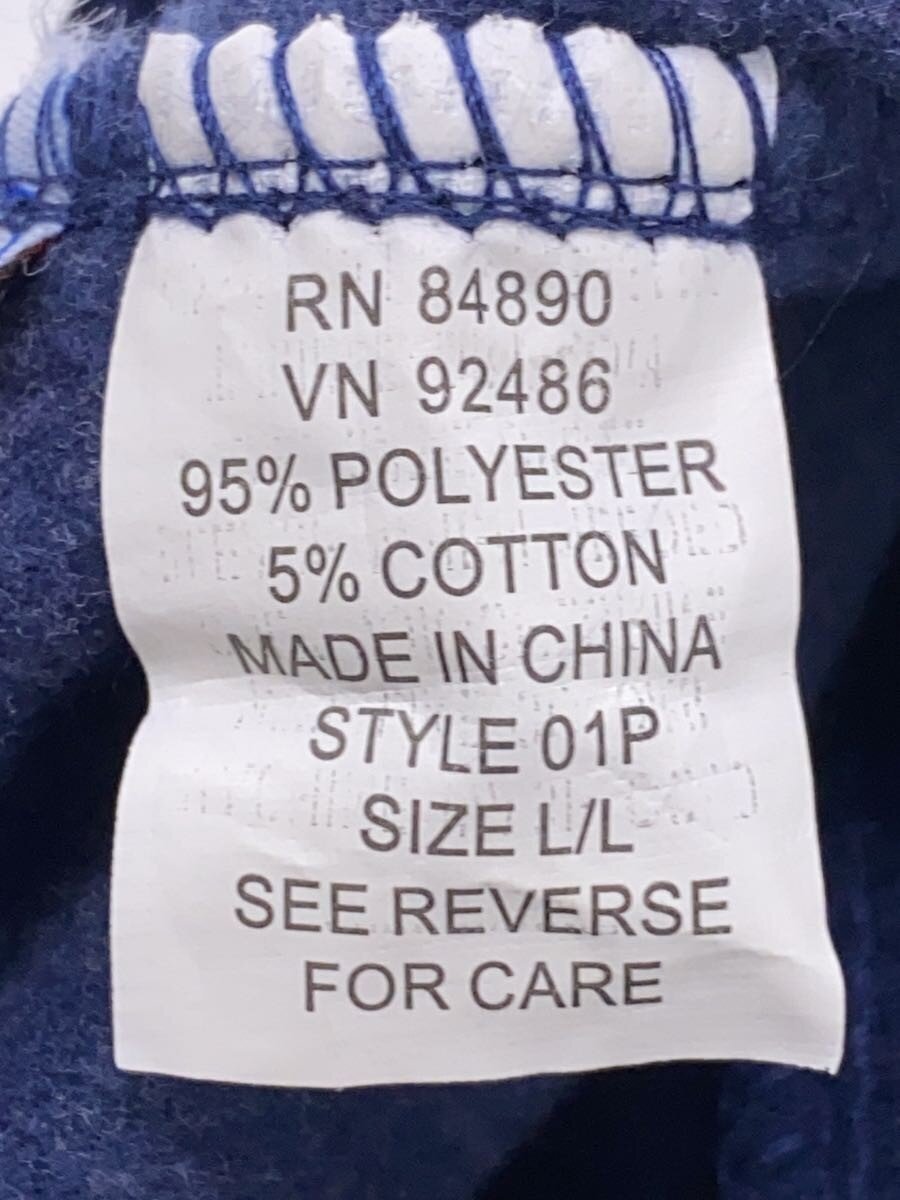 RN 84890
VN 92486
95% POLYESTER
5% COTTON
MADE IN CHINA
STYLE 01P
SIZE L/L
SEE REVERSE
FOR CARE